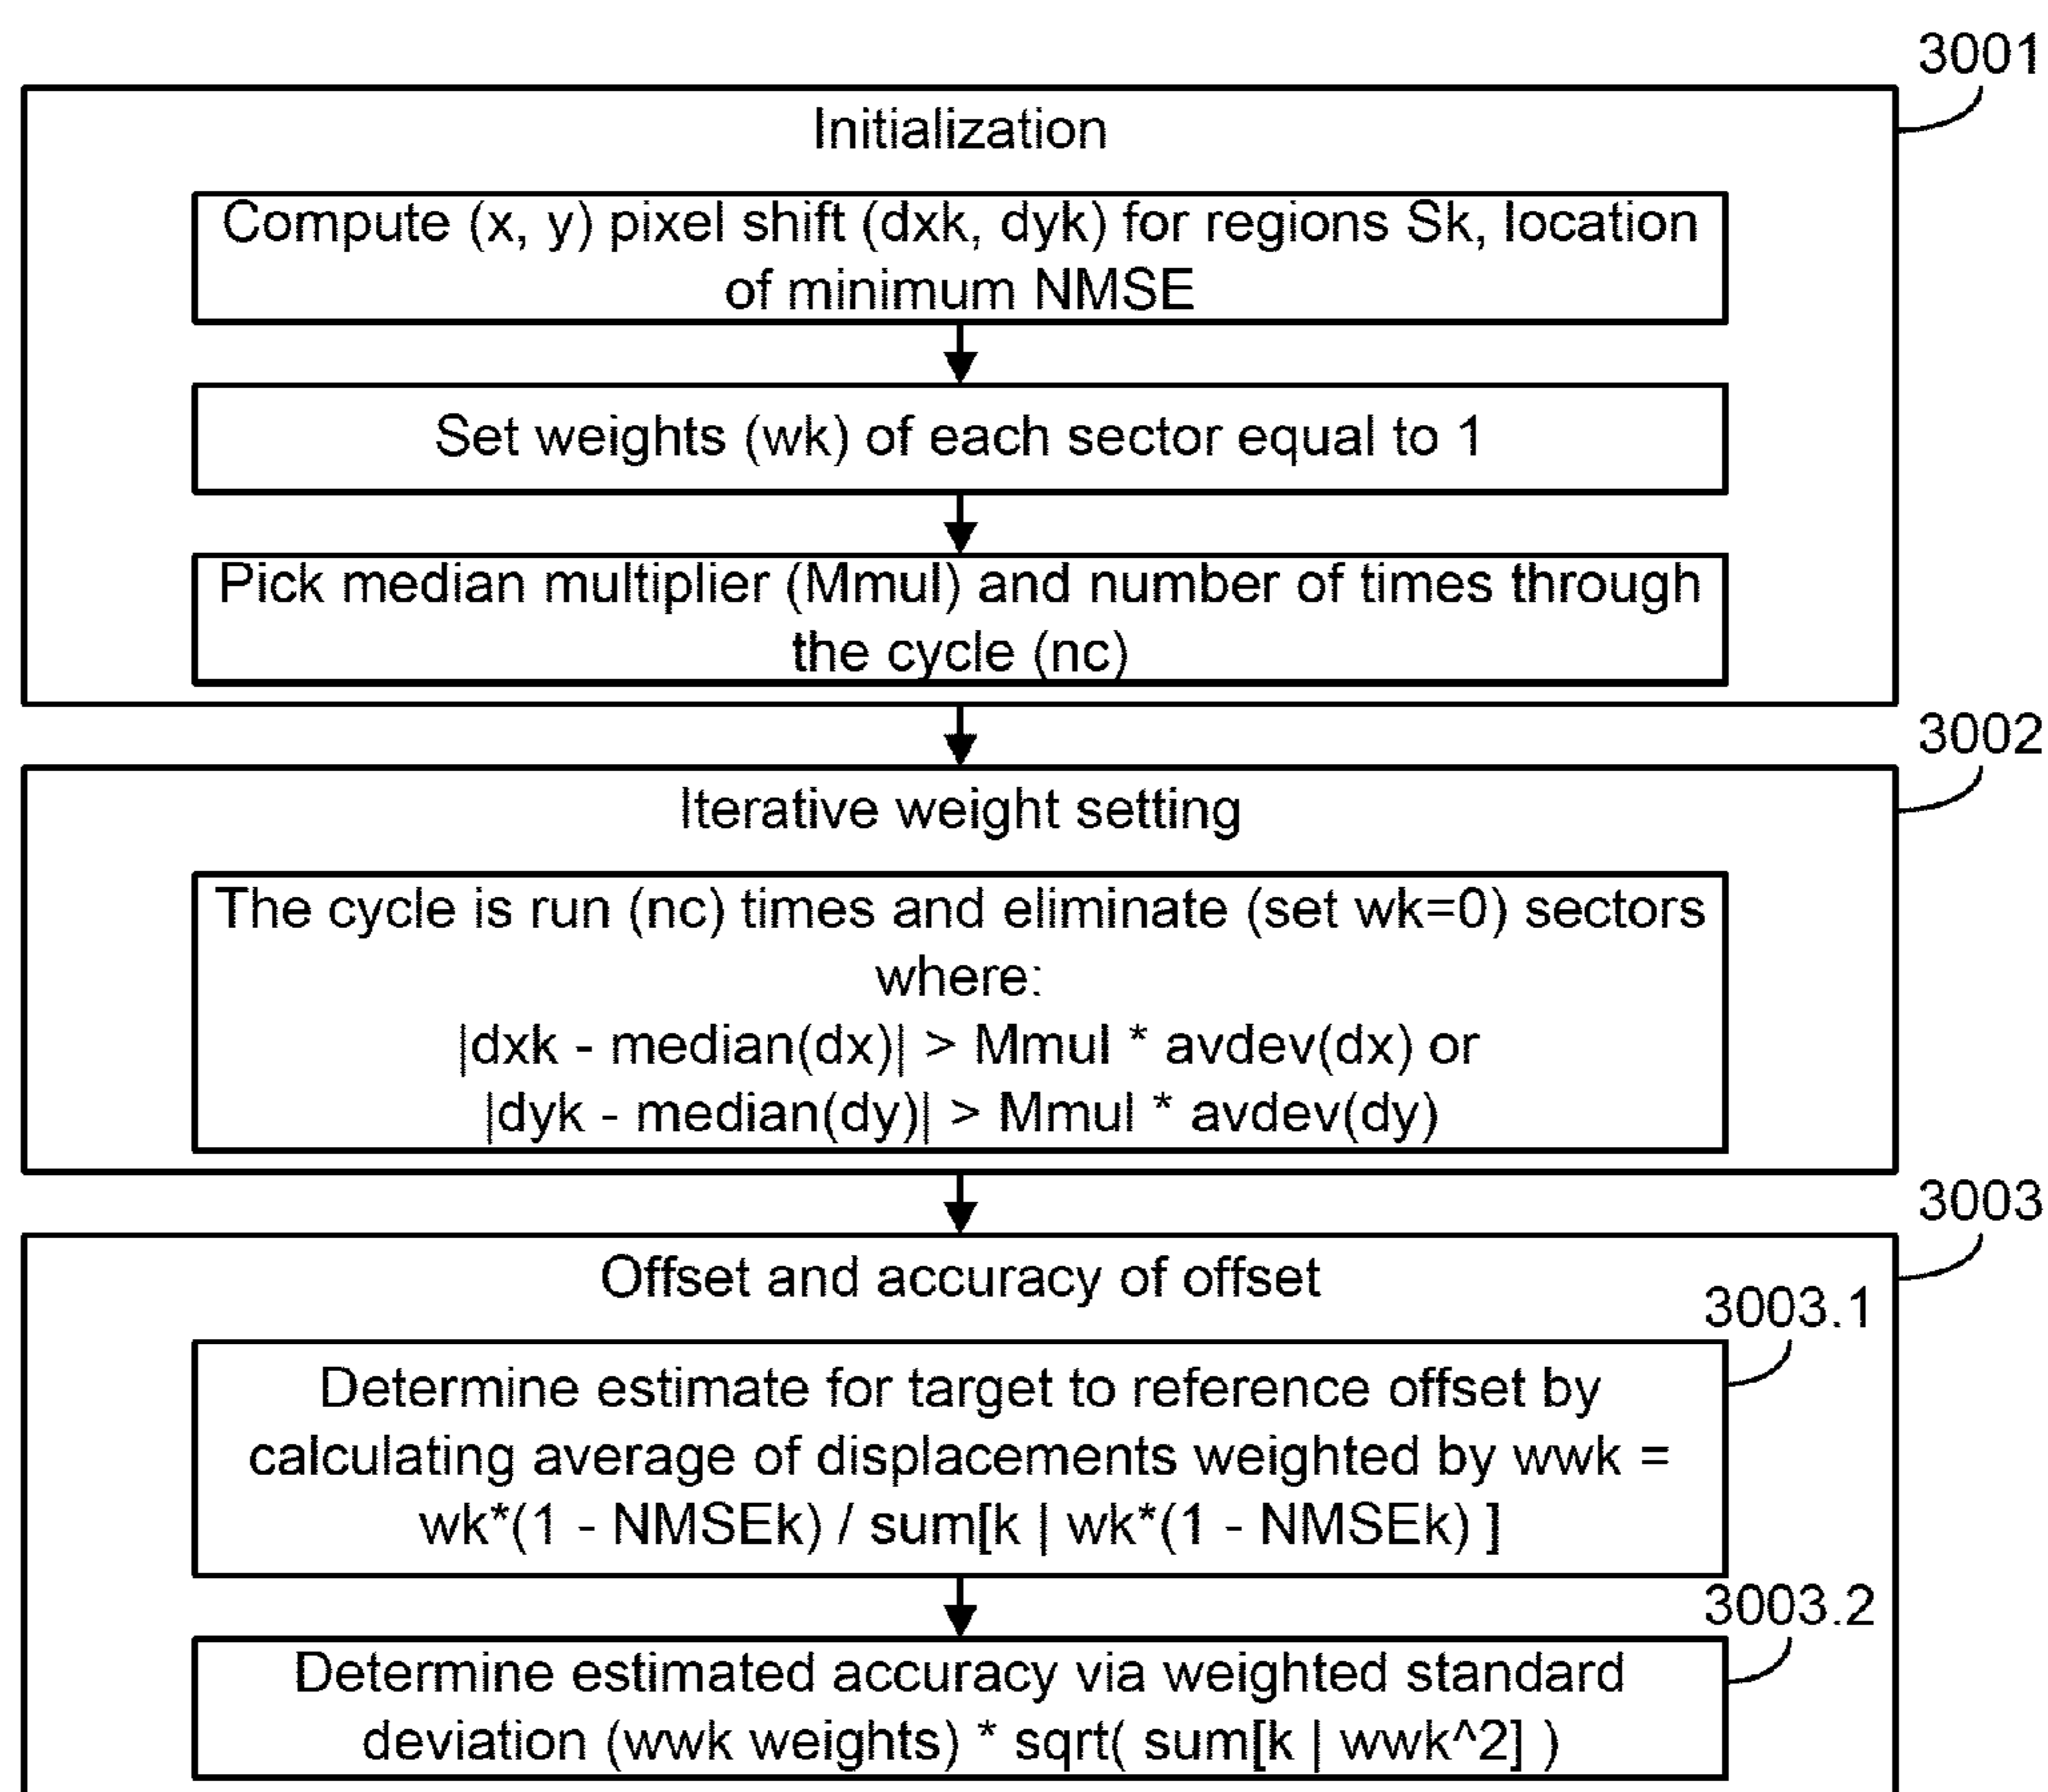 3001
Initialization
Compute (x, y) pixel shift (dxk, dyk) for regions Sk, location
of minimum NMSE
Set weights (wk) of each sector equal to 1
Pick median multiplier (Mmul) and number of times through
the cycle (nc)
3002
Iterative weight setting
The cycle is run (nc) times and eliminate (set wk=0) sectors
where:
|dxk - median(dx)| > Mmul * avdev(dx) or
|dyk - median(dy)| > Mmul * avdev(dy)
3003
Offset and accuracy of offset
3003.1
Determine estimate for target to reference offset by
calculating average of displacements weighted by wwk =
wk*(1 - NMSEk) / sum[k | wk*(1 - NMSEk) ]
3003.2
Determine estimated accuracy via weighted standard
deviation (wwk weights) * sqrt( sum[k | wwk^2] )